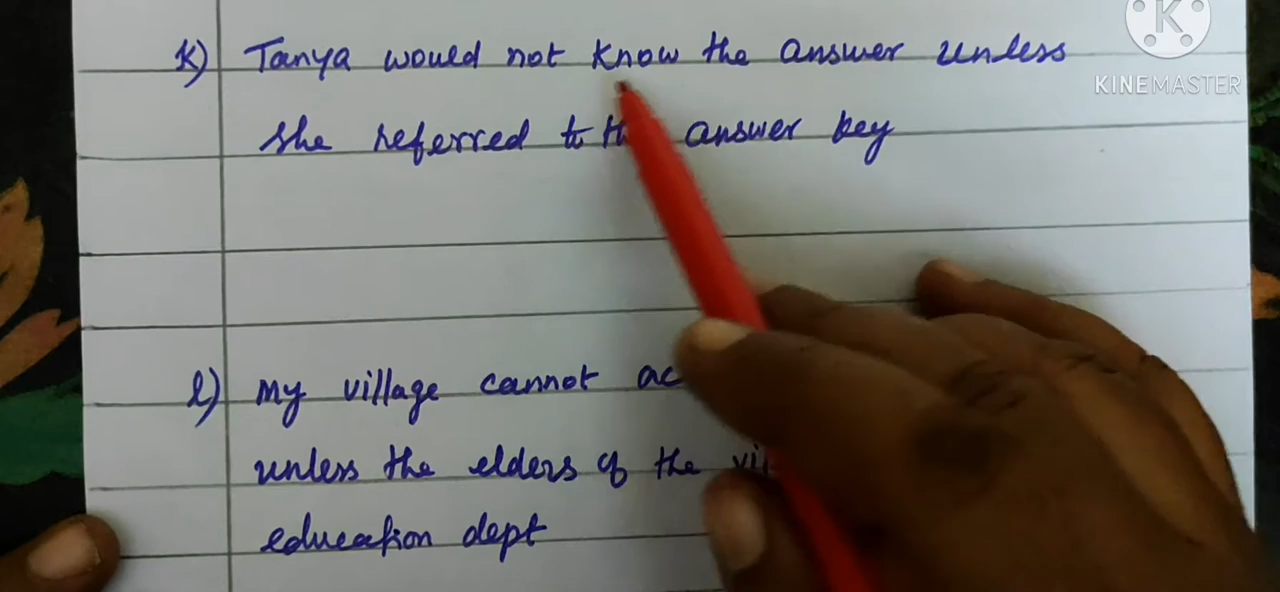 K
KINEMASTER
k) Tanya would not know the answer unless
she referred to answer key
l) My village cannot
unless the elders of the
education dept